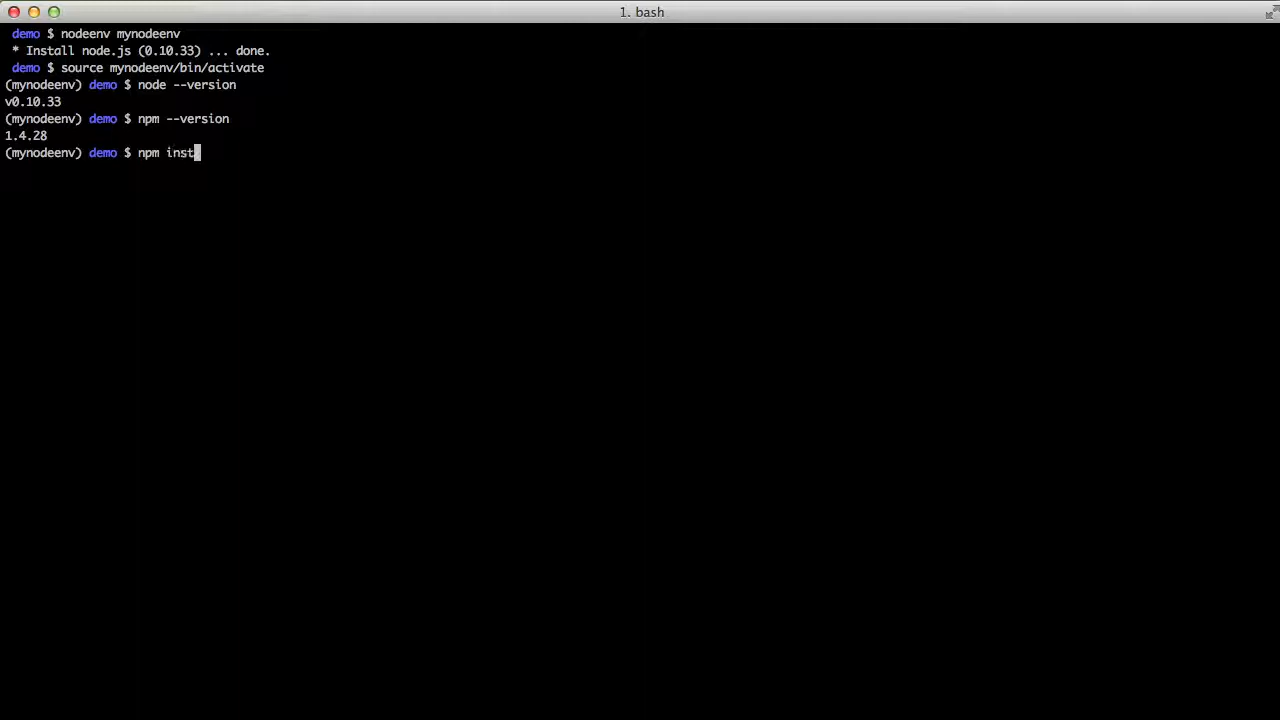 1. bash
demo $ nodeenv mynodeenv
* Install node.js (0.10.33) ... done.
demo $ source mynodeenv/bin/activate
(mynodeenv) demo $ node --version
v0.10.33
(mynodeenv) demo $ npm --version
1.4.28
(mynodeenv) demo $ npm inst